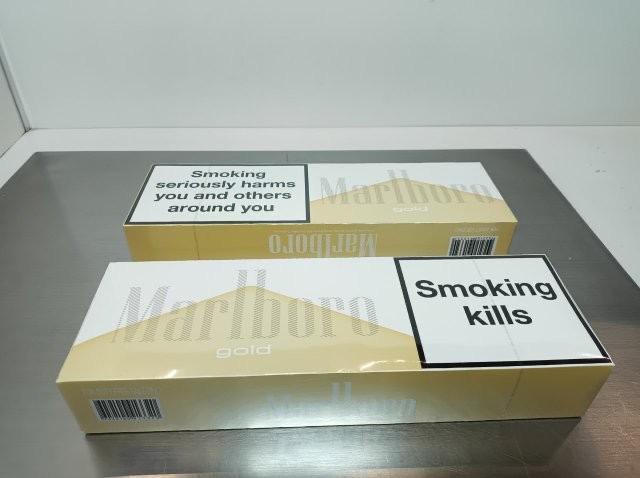 Smoking
seriously harms
you and others
around you
Marlboro
gold
Marlboro
Marlboro
gold
Smoking
kills
Marlboro